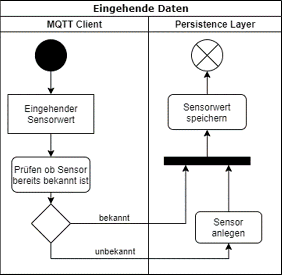 Eingehende Daten
MQTT Client
Persistence Layer
Eingehender
Sensorwert
Sensorwert
speichern
Prüfen ob Sensor
bereits bekannt ist
bekannt
Sensor
anlegen
unbekannt